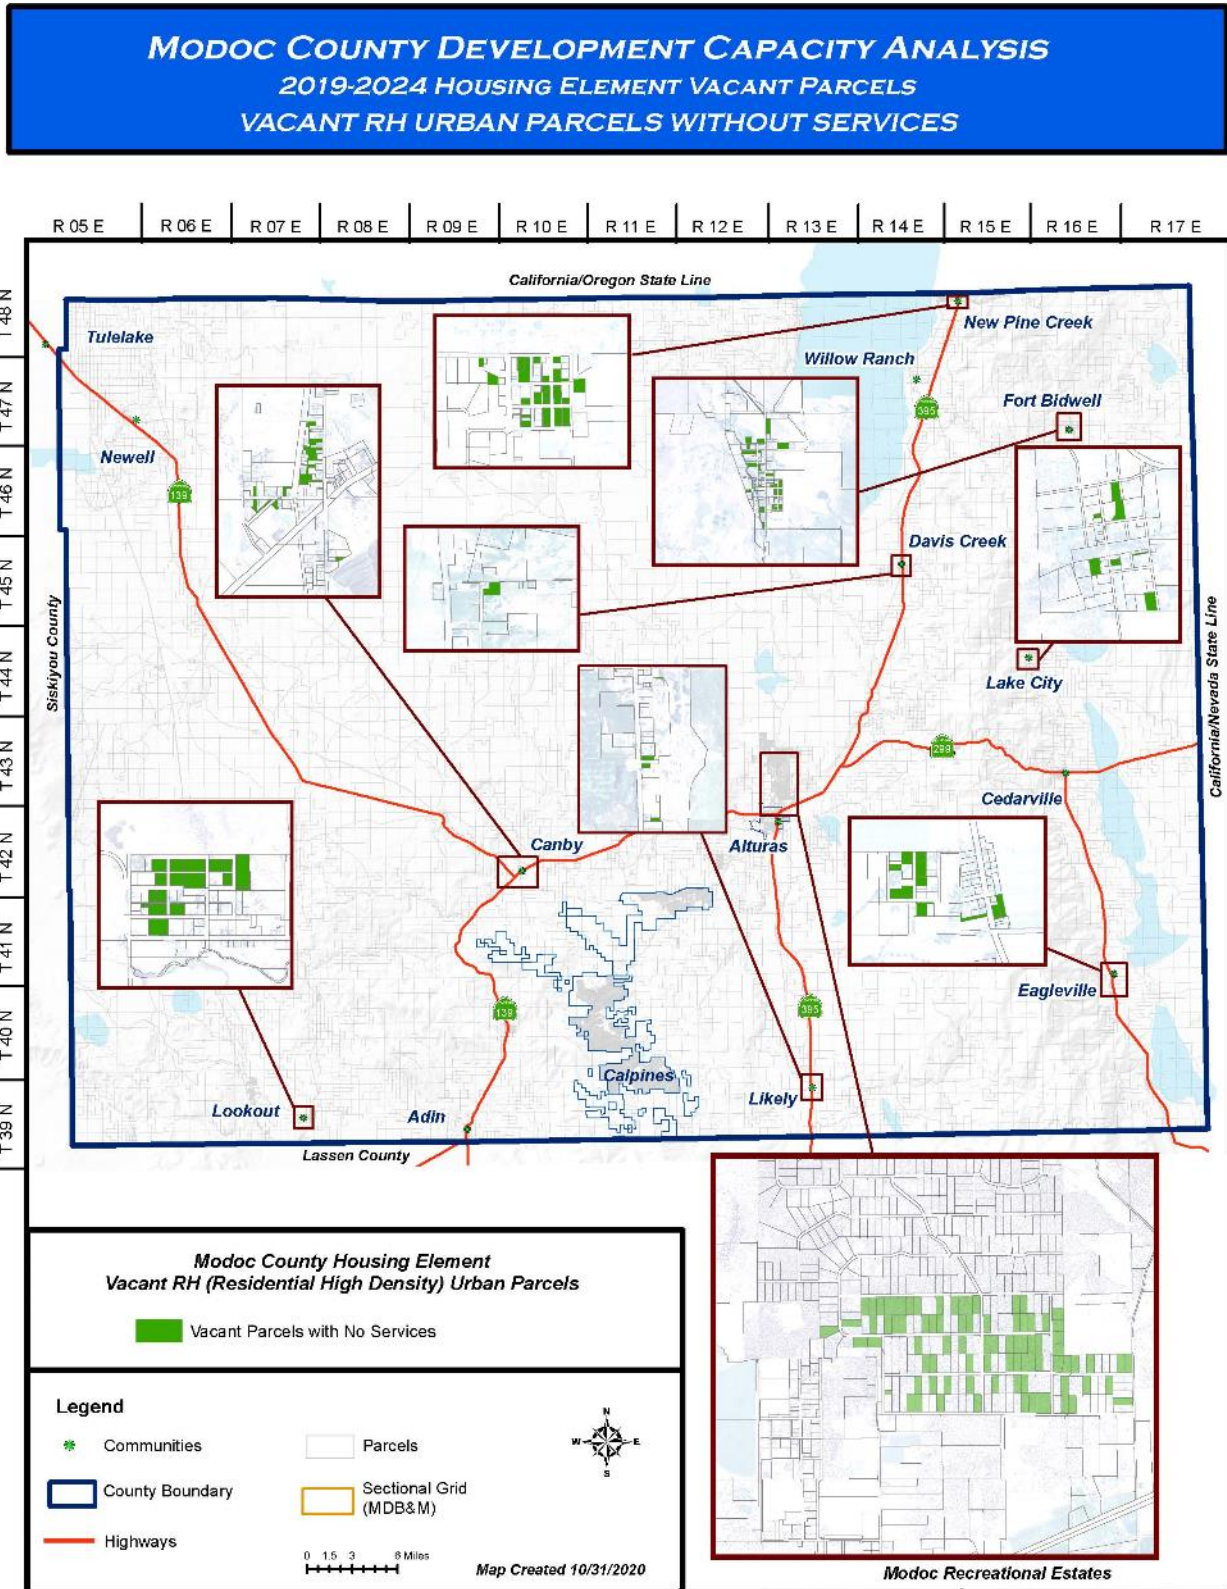 MODOC COUNTY DEVELOPMENT CAPACITY ANALYSIS
2019-2024 HOUSING ELEMENT VACANT PARCELS
VACANT RH URBAN PARCELS WITHOUT SERVICES
R 05 E R 06 E R 07 E R 08 E R 09 E R 10 E R 11 E R 12 E R 13 E R 14 E R 15 E R 16 E R 17 E
T 48 N
T 47 N
T 46 N
T 45 N
T 44 N
T 43 N
T 42 N
T 41 N
T 40 N
T 39 N
California/Oregon State Line
Tulelake
New Pine Creek
Willow Ranch
395
Fort Bidwell
Newell
139
Davis Creek
Siskiyou County
California/Nevada State Line
Lake City
299
Cedarville
Canby
Alturas
Eagleville
139
395
Calpines
Likely
Lookout
Adin
Lassen County
Modoc County Housing Element
Vacant RH (Residential High Density) Urban Parcels
Vacant Parcels with No Services
Legend
Communities
Parcels
County Boundary
Sectional Grid
(MDB&M)
Highways
N
W E
S
0 1.5 3 6 Miles
Map Created 10/31/2020
Modoc Recreational Estates